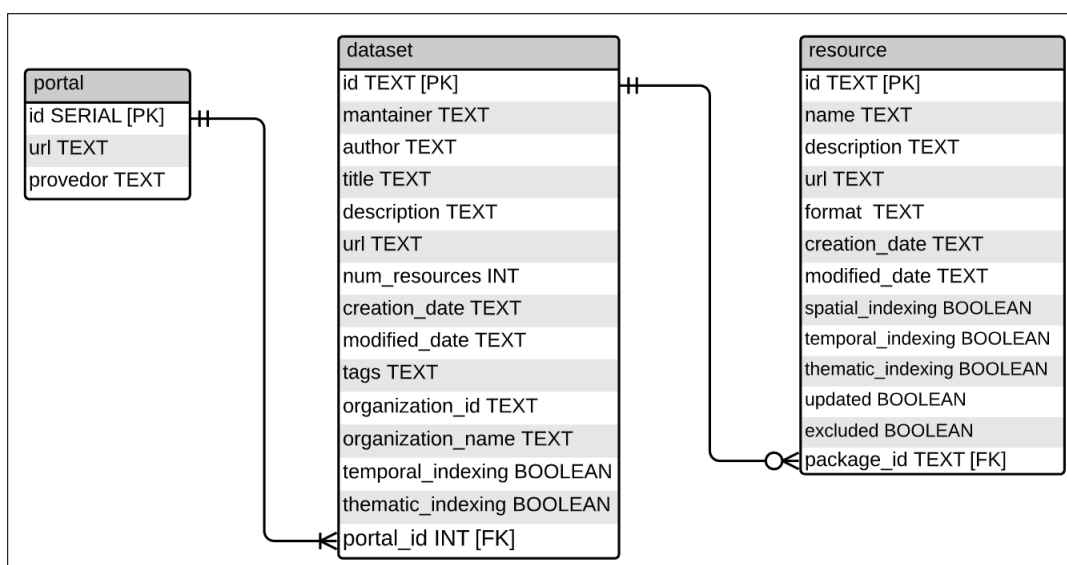 portal
id SERIAL [PK]
url TEXT
provedor TEXT
dataset
id TEXT [PK]
mantainer TEXT
author TEXT
title TEXT
description TEXT
url TEXT
num_resources INT
creation_date TEXT
modified_date TEXT
tags TEXT
organization_id TEXT
organization_name TEXT
temporal_indexing BOOLEAN
thematic_indexing BOOLEAN
portal_id INT [FK]
resource
id TEXT [PK]
name TEXT
description TEXT
url TEXT
format TEXT
creation_date TEXT
modified_date TEXT
spatial_indexing BOOLEAN
temporal_indexing BOOLEAN
thematic_indexing BOOLEAN
updated BOOLEAN
excluded BOOLEAN
package_id TEXT [FK]